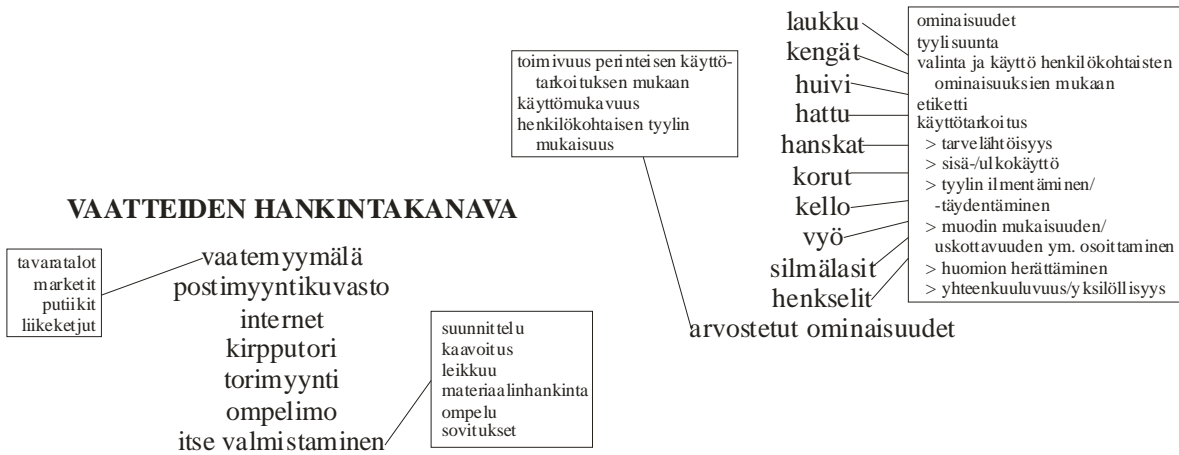 VAATTEIDEN HANKINTAKANAVA
tavaratalot
marketit
putiikit
liikeketjut
vaatemyymälä
postimyyntikuvasto
internet
kirpputori
torimyynti
ompelimo
itse valmistaminen
suunnittelu
kaavoitus
leikkuu
materiaalinhankinta
ompelu
sovitukset
toimivuus perinteisen käyttö-
tarkoituksen mukaan
käyttömukavuus
henkilökohtaisen tyylin
mukaisuus
laukku
kengät
huivi
hattu
hanskat
korut
kello
vyö
silmälasit
henkselit
arvostetut ominaisuudet
ominaisuudet
tyylisuunta
valinta ja käyttö henkilökohtaisten
ominaisuuksien mukaan
etiketti
käyttötarkoitus
> tarvelähtöisyys
> sisä-/ulkokäyttö
> tyylin ilmentäminen/
-täydentäminen
> muodin mukaisuuden/
uskottavuuden ym. osoittaminen
> huomion herättäminen
> yhteenkuuluvuus/yksilöllisyys